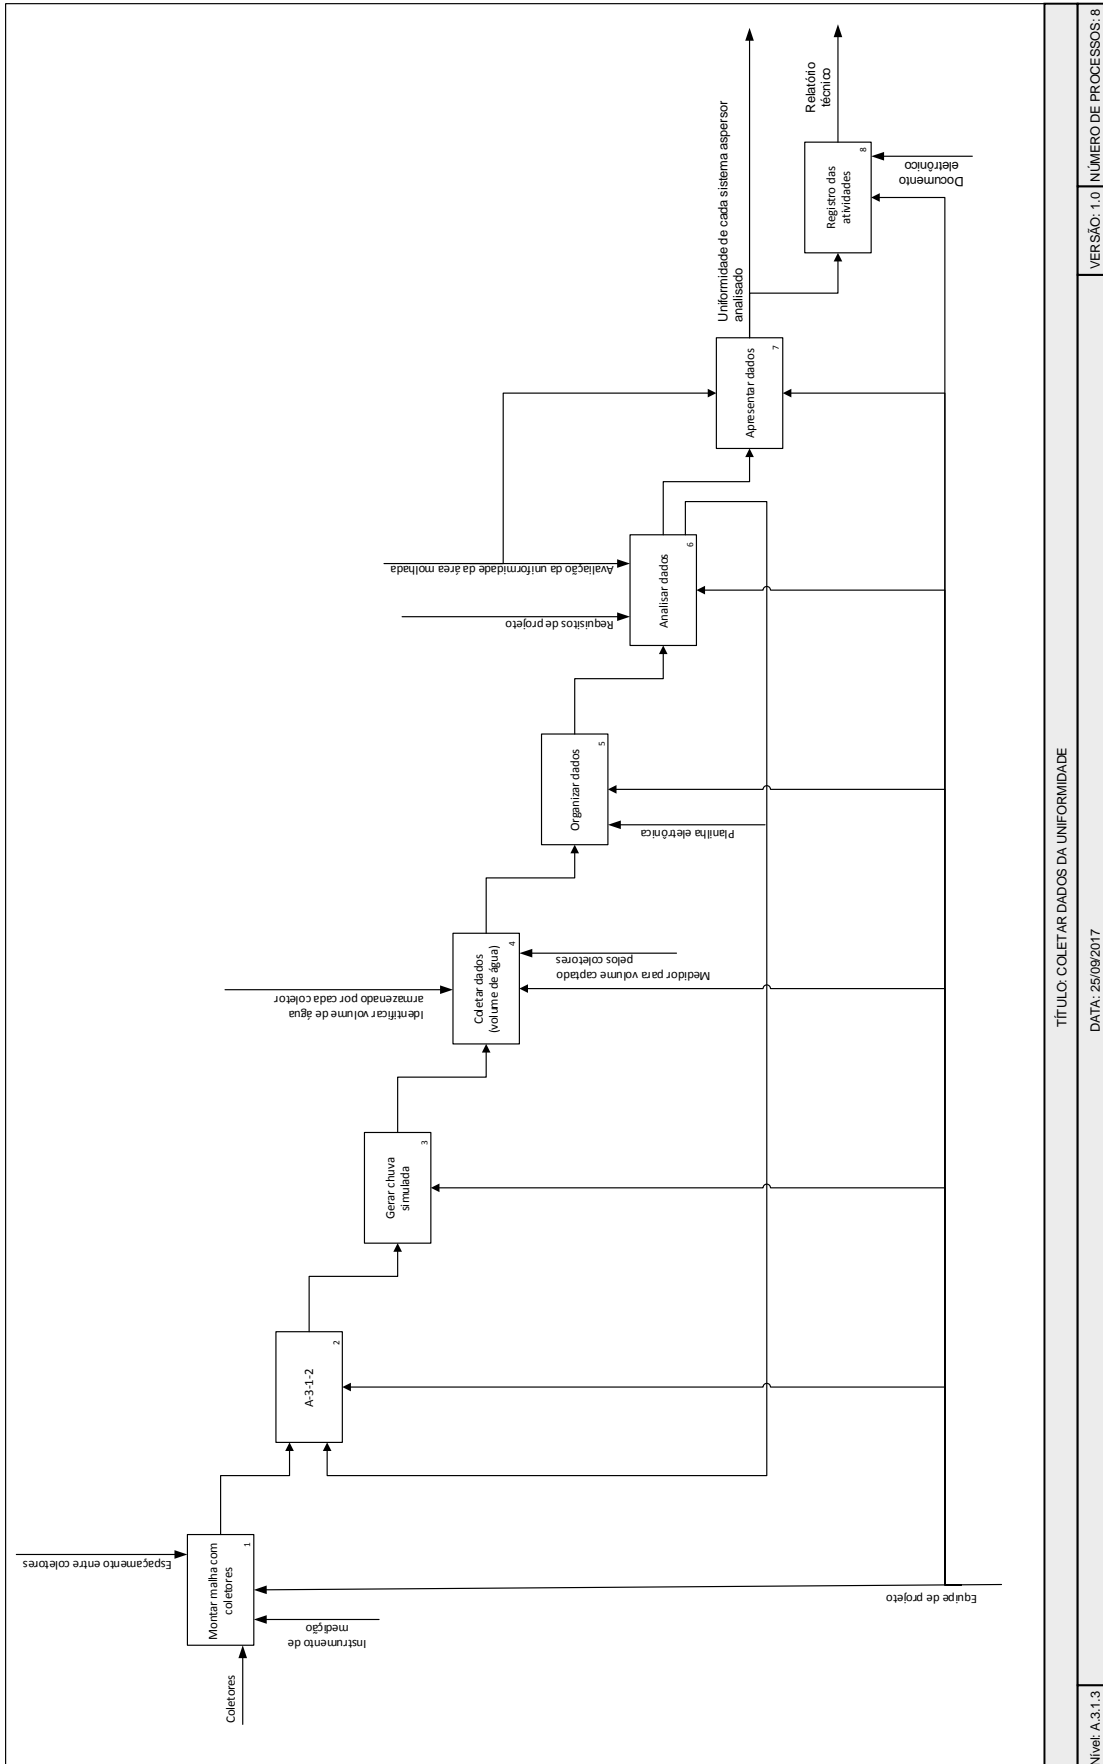 Coletores
Espaçamento entre coletores
Montar malha com
coletores
1
Instrumento de
medição
Equipe de projeto
A-3-1-2
2
Gerar chuva
simulada
3
Identificar volume de água
armazenado por cada coletor
Coletar dados
(volume de água)
4
Medidor para volume captado
pelos coletores
Organizar dados
5
Planilha eletrônica
Requisitos de projeto
Avaliação da uniformidade da área molhada
Analisar dados
6
Apresentar dados
7
Uniformidade de cada sistema aspersor
analisado
Registro das
atividades
8
Documento
eletrônico
Relatório
técnico
TÍTULO: COLETAR DADOS DA UNIFORMIDADE
Nível: A.3.1.3
DATA: 25/09/2017
VERSÃO: 1.0
NÚMERO DE PROCESSOS: 8